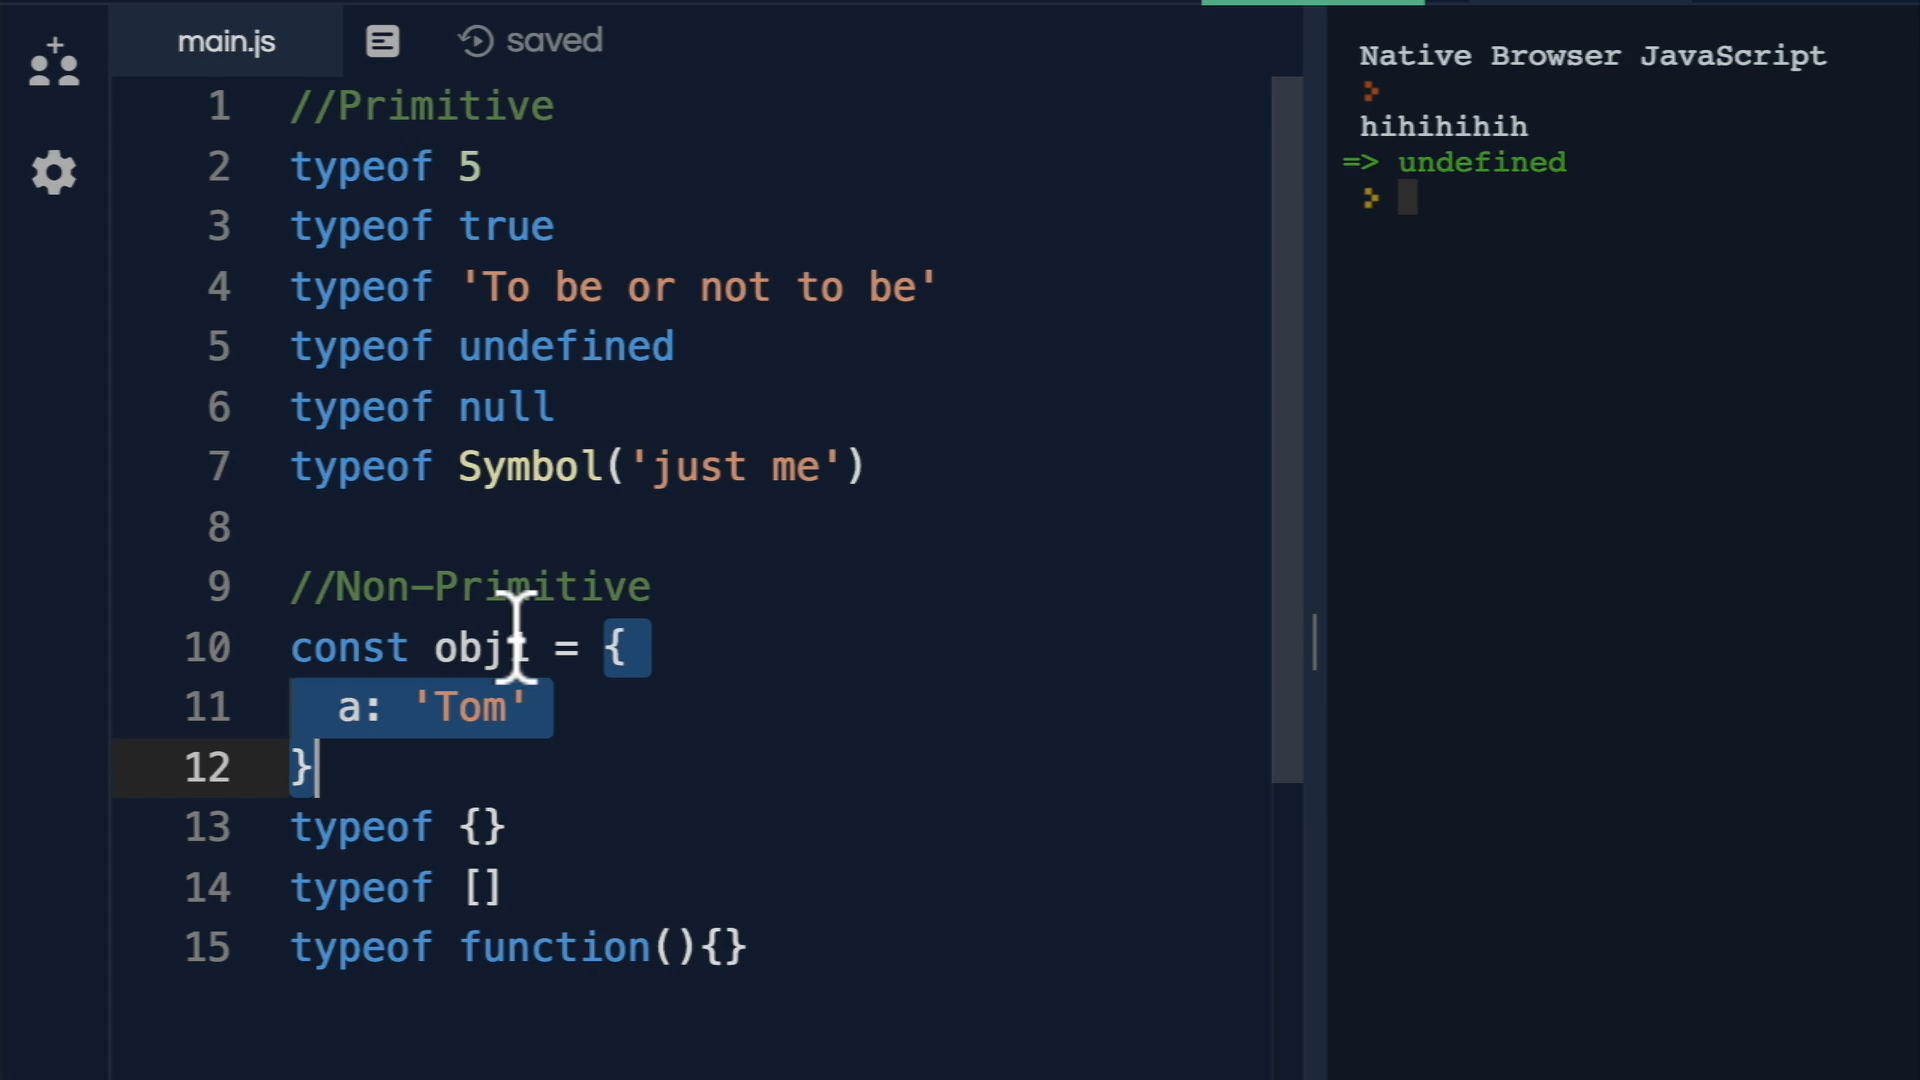 main.js
saved
1 //Primitive
2 typeof 5
3 typeof true
4 typeof 'To be or not to be'
5 typeof undefined
6 typeof null
7 typeof Symbol('just me')
8
9 //Non-Primitive
10 const obj1 = {
11 a: 'Tom'
12 }
13 typeof {}
14 typeof []
15 typeof function(){}
Native Browser JavaScript
hihihihih
=> undefined